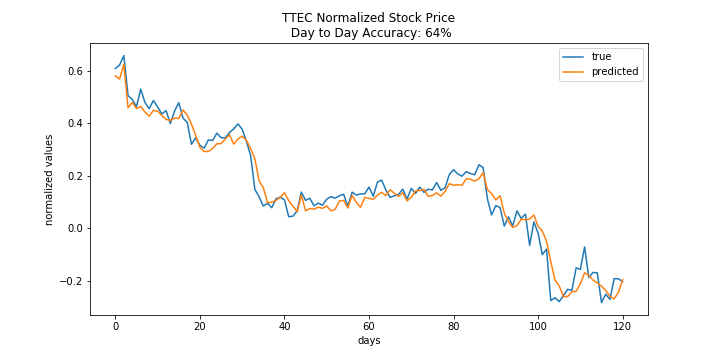 TTEC Normalized Stock Price
Day to Day Accuracy: 64%
true
predicted
normalized values
0.6
0.4
0.2
0.0
−0.2
0
20
40
60
80
100
120
days